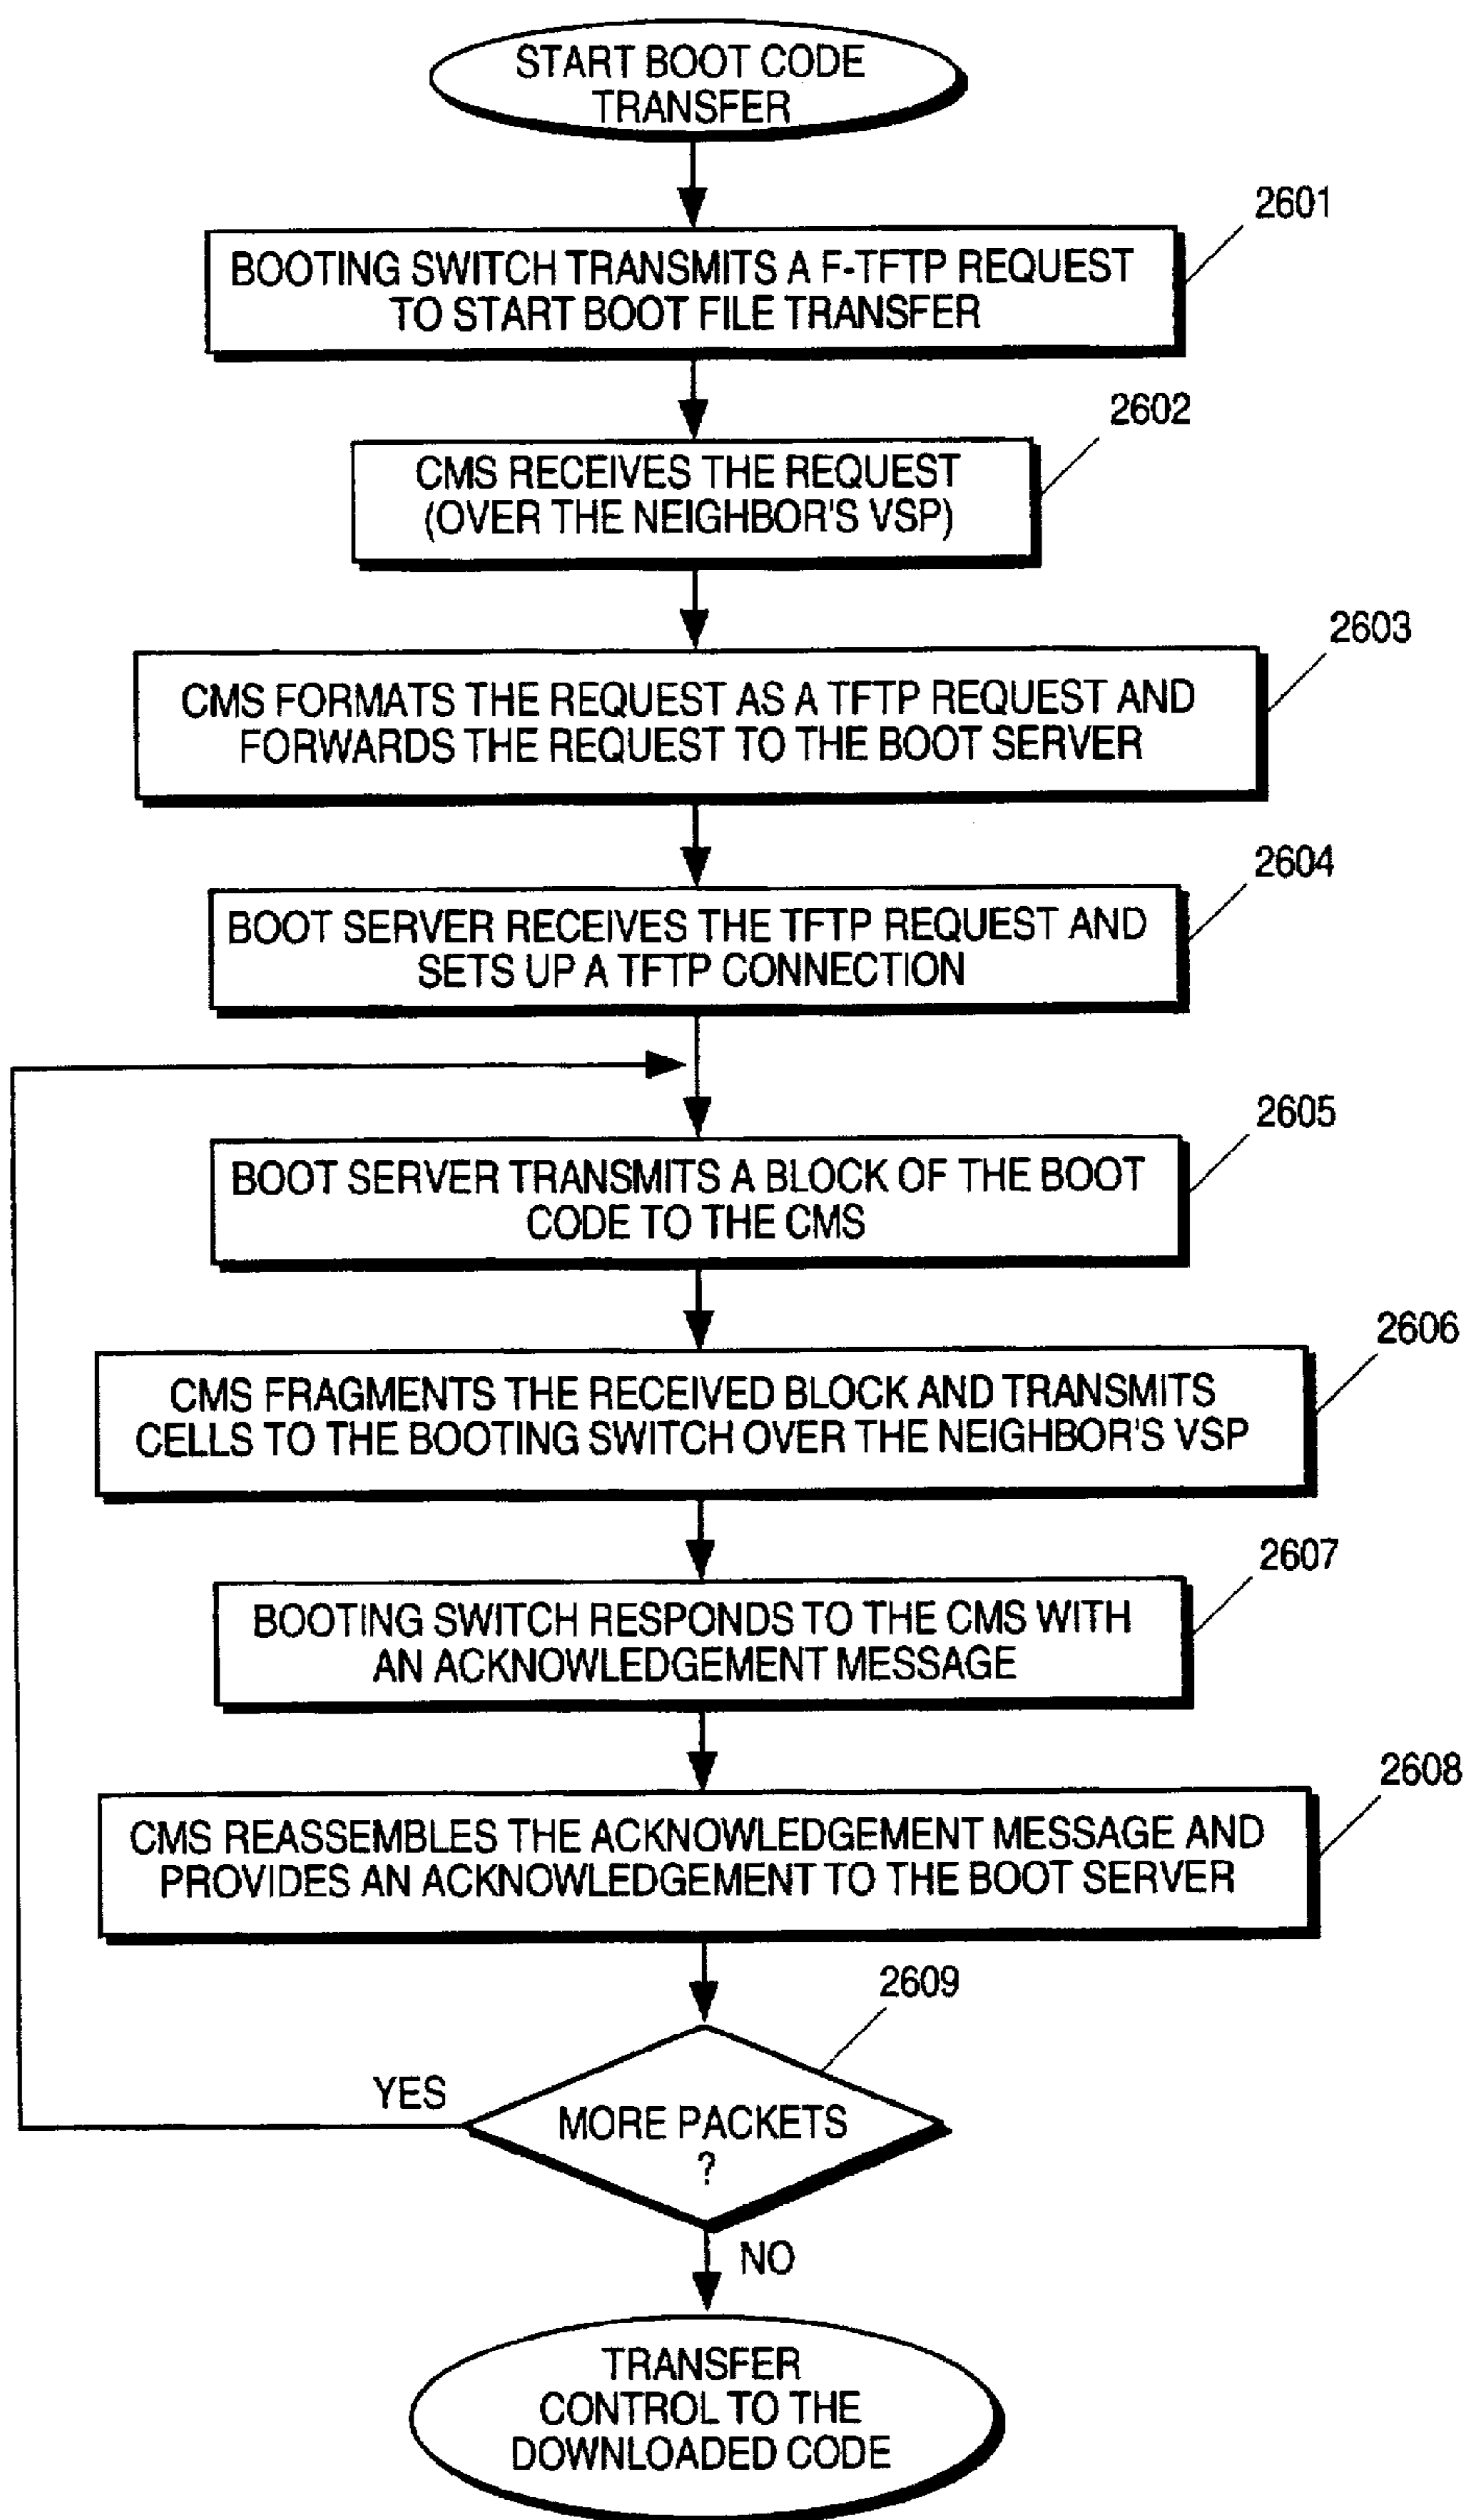 START BOOT CODE
TRANSFER
2601
BOOTING SWITCH TRANSMITS A F-TFTP REQUEST
TO START BOOT FILE TRANSFER
2602
CMS RECEIVES THE REQUEST
(OVER THE NEIGHBOR'S VSP)
2603
CMS FORMATS THE REQUEST AS A TFTP REQUEST AND
FORWARDS THE REQUEST TO THE BOOT SERVER
2604
BOOT SERVER RECEIVES THE TFTP REQUEST AND
SETS UP A TFTP CONNECTION
2605
BOOT SERVER TRANSMITS A BLOCK OF THE BOOT
CODE TO THE CMS
2606
CMS FRAGMENTS THE RECEIVED BLOCK AND TRANSMITS
CELLS TO THE BOOTING SWITCH OVER THE NEIGHBOR'S VSP
2607
BOOTING SWITCH RESPONDS TO THE CMS WITH
AN ACKNOWLEDGEMENT MESSAGE
2608
CMS REASSEMBLES THE ACKNOWLEDGEMENT MESSAGE AND
PROVIDES AN ACKNOWLEDGEMENT TO THE BOOT SERVER
2609
YES
MORE PACKETS
?
NO
TRANSFER
CONTROL TO THE
DOWNLOADED CODE